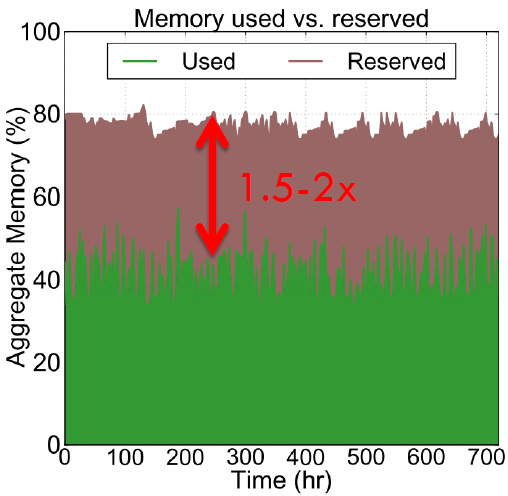 Memory used vs. reserved
Used
Reserved
1.5-2x
Aggregate Memory (%)
100
80
60
40
20
0
0 100 200 300 400 500 600 700
Time (hr)